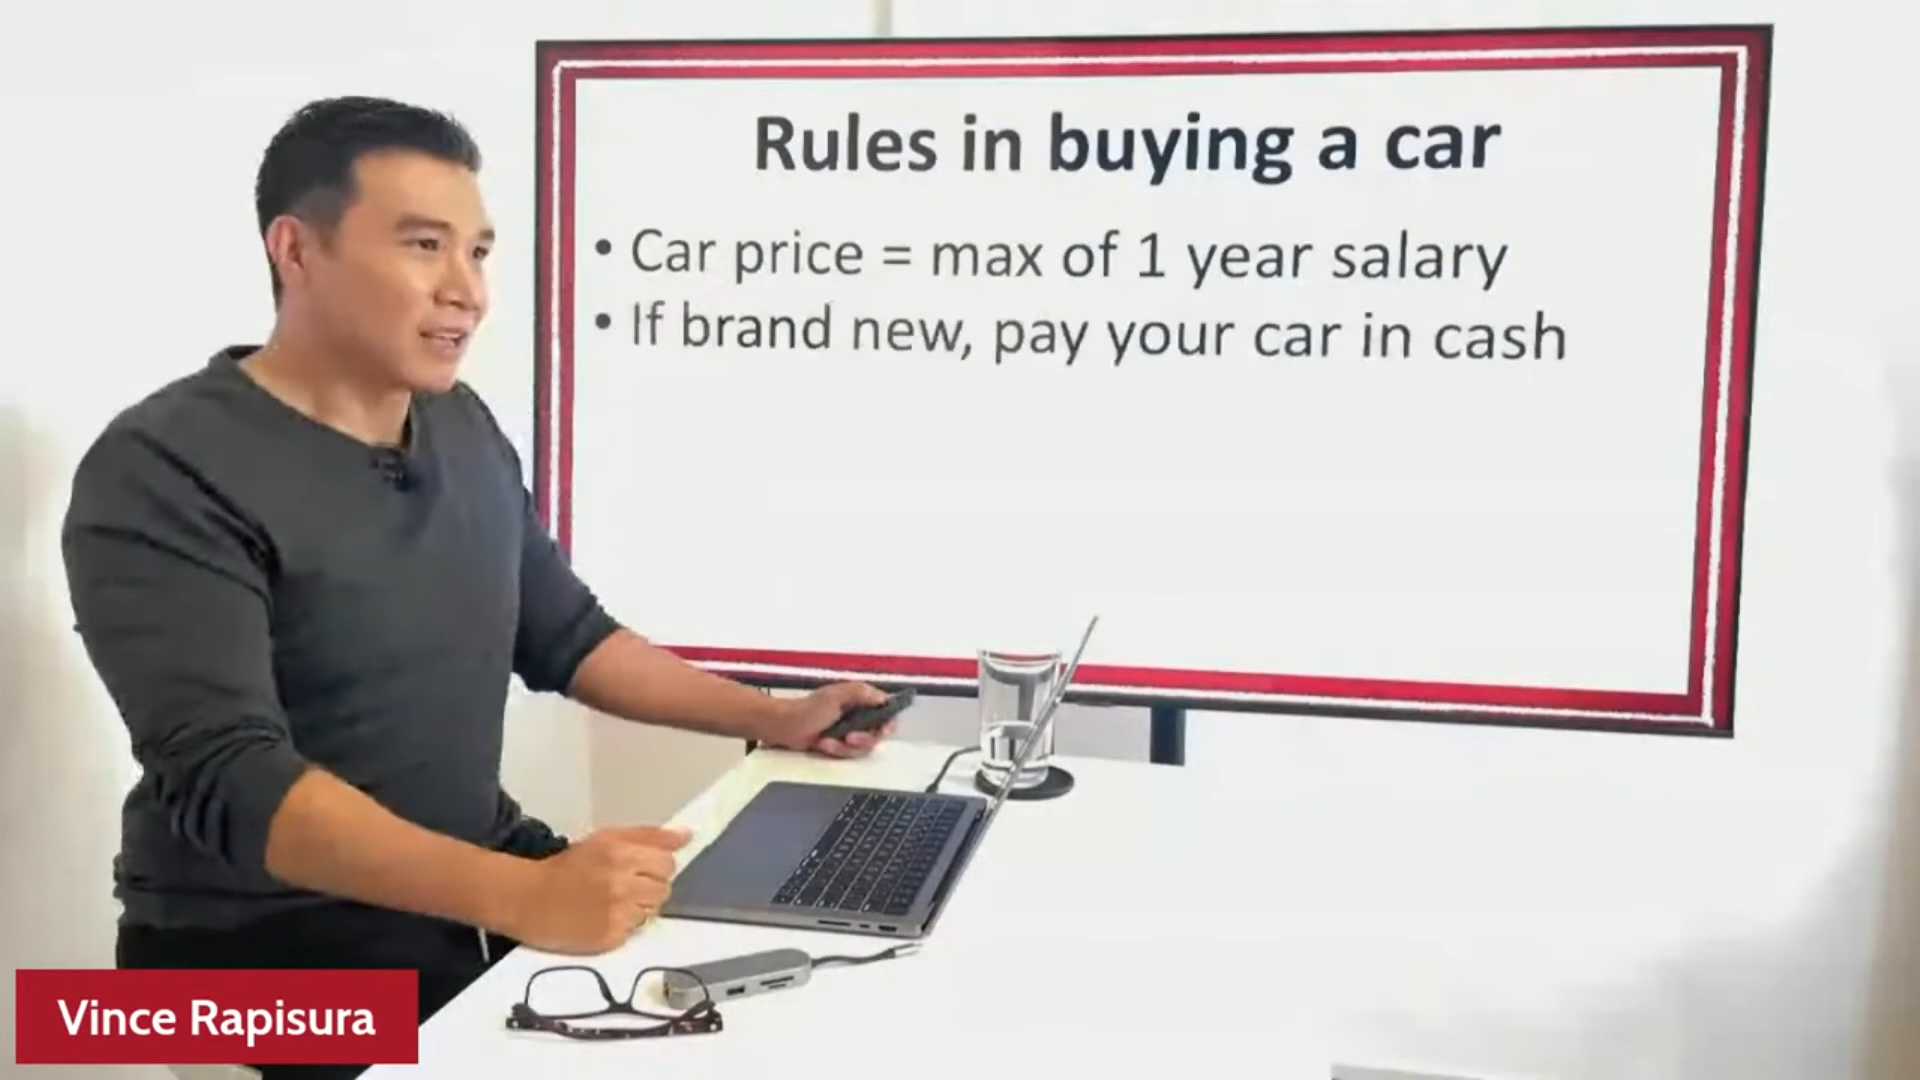 Rules in buying a car
• Car price = max of 1 year salary
• If brand new, pay your car in cash
Vince Rapisura